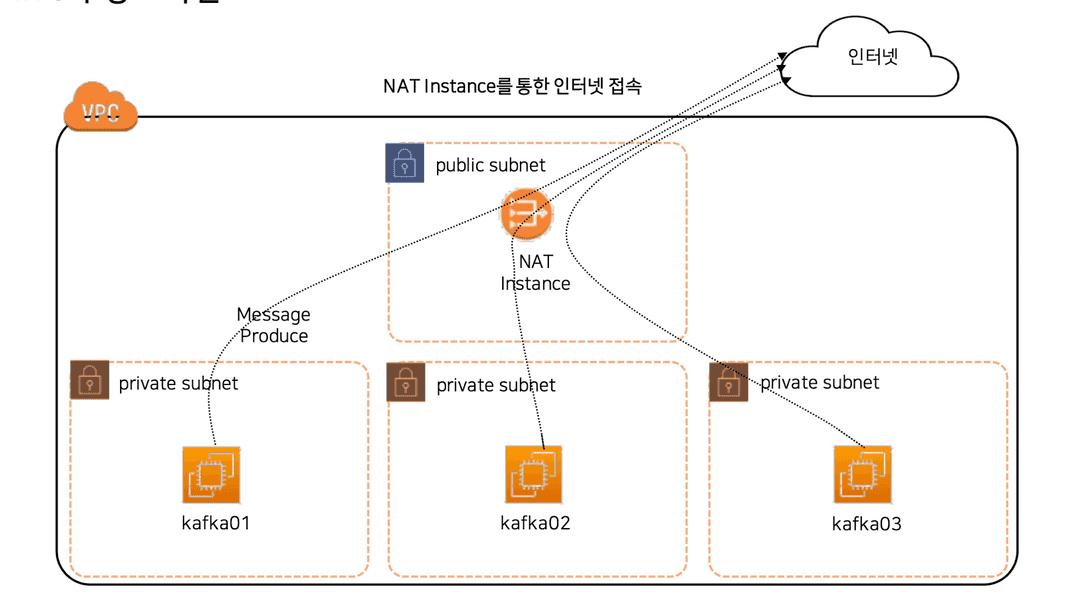 인터넷
NAT Instance를 통한 인터넷 접속
VPC
public subnet
NAT
Instance
Message
Produce
private subnet
private subnet
private subnet
kafka01
kafka02
kafka03